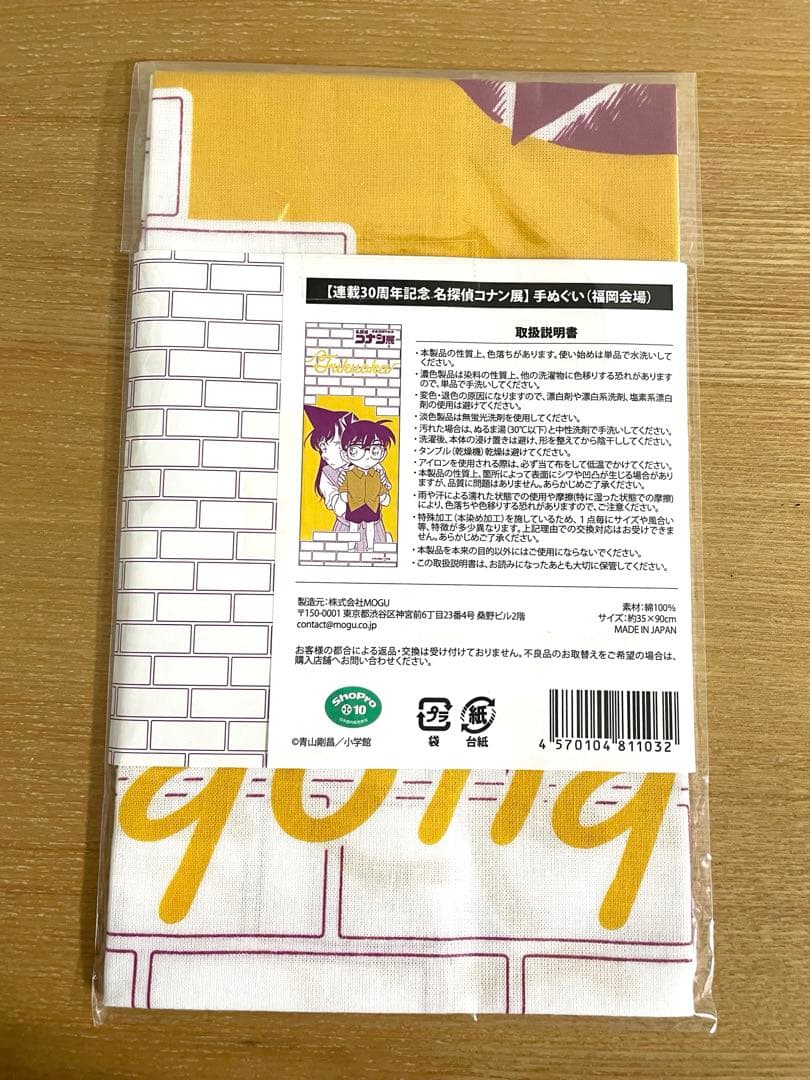 【連載30周年記念 名探偵コナン展】手ぬぐい(福岡会場)
コナン展
Fukuoka
取扱説明書
・本製品の性質上、色落ちがあります。使い始めは単品で水洗いして
ください。
・濃色製品は染料の性質上、他の洗濯物に色移りする恐れがあります
ので、単品で手洗いしてください。
・変色・退色の原因になりますので、漂白剤や漂白系洗剤、塩素系漂白
剤の使用は避けてください。
・淡色製品は無蛍光洗剤を使用してください。
・汚れた場合は、ぬるま湯(30℃以下)と中性洗剤で手洗いしてください。
・洗濯後、本体の浸け置きは避け、形を整えてから陰干ししてください。
・タンブル(乾燥機)乾燥は避けてください。
・アイロンを使用される際は、必ず当て布をして低温でかけてください。
・本製品の性質上、箇所によって表面にシワや凹凸が生じる場合があり
ますが、品質に問題はありません。あらかじめご了承ください。
・雨や汗による濡れた状態での使用や摩擦(特に湿った状態での摩擦)
により、色落ちや色移りする恐れがありますので、ご注意ください。
・特殊加工(本染め加工)を施しているため、1点毎にサイズや風合い
等、特徴が多少異なります。上記理由での交換対応はお受けできませ
ん。あらかじめご了承ください。
・本製品を本来の目的以外にはご使用にならないでください。
・この取扱説明書は、お読みになったあとも大切に保管してください。
製造元:株式会社MOGU
〒150-0001 東京都渋谷区神宮前6丁目23番4号 桑野ビル2階
contact@mogu.co.jp
素材:綿100%
サイズ:約35×90cm
MADE IN JAPAN
お客様の都合による返品・交換は受け付けておりません。不良品のお取替えをご希望の場合は、
購入店舗へお問い合わせください。
ShoPro
10
プラ
袋
紙
台紙
©青山剛昌/小学館
4 570104 811032